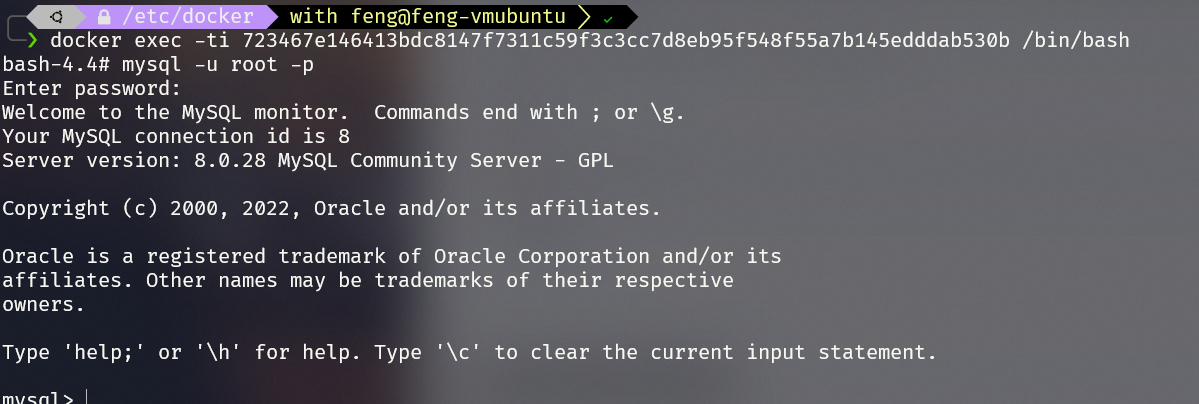 /etc/docker with feng@feng-vmubuntu
❯ docker exec -ti 723467e146413bdc8147f7311c59f3c3cc7d8eb95f548f55a7b145edddab530b /bin/bash
bash-4.4# mysql -u root -p
Enter password:
Welcome to the MySQL monitor.  Commands end with ; or \g.
Your MySQL connection id is 8
Server version: 8.0.28 MySQL Community Server - GPL
Copyright (c) 2000, 2022, Oracle and/or its affiliates.
Oracle is a registered trademark of Oracle Corporation and/or its
affiliates. Other names may be trademarks of their respective
owners.
Type 'help;' or '\h' for help. Type '\c' to clear the current input statement.
mysql>